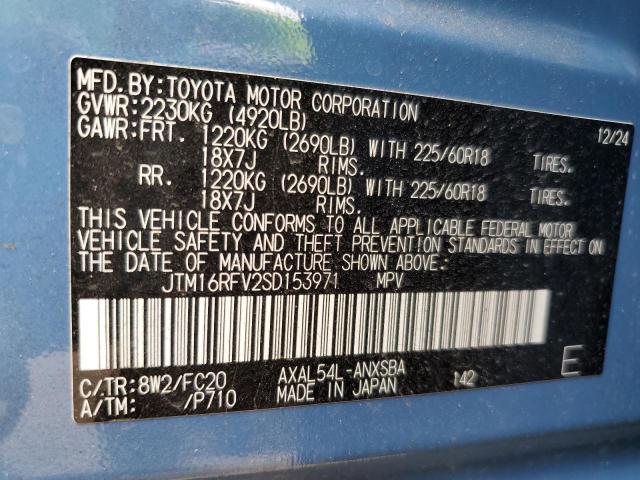 MFD.BY:TOYOTA MOTOR CORPORATION 12/24
GVWR:2230KG (4920LB)
GAWR:FRT. 1220KG (2690LB) WITH 225/60R18 TIRES.
18X7J RIMS.
RR. 1220KG (2690LB) WITH 225/60R18 TIRES.
18X7J RIMS.
THIS VEHICLE CONFORMS TO ALL APPLICABLE FEDERAL MOTOR
VEHICLE SAFETY AND THEFT PREVENTION STANDARDS IN EFFECT ON
THE DATE OF MANUFACTURE SHOWN ABOVE.
JTM16RFV2SD153971 MPV
C/TR:8W2/FC20 AXAL54L-ANXSBA 142 E
A/TM: /P710 MADE IN JAPAN